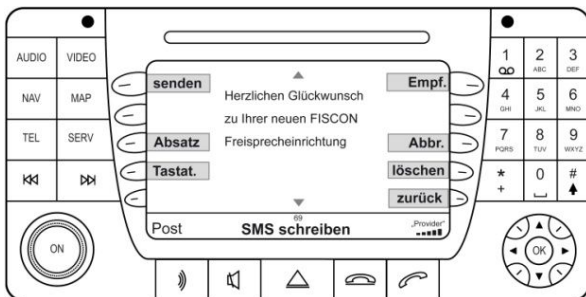 AUDIO VIDEO
NAV MAP
TEL SERV
ON
senden
Absatz
Tastat.
Herzlichen Glückwunsch
zu Ihrer neuen FISCON
Freisprecheinrichtung
Empf.
Abbr.
löschen
zurück
69
Post SMS schreiben „Provider"
1 2 ABC 3 DEF
4 GHI 5 JKL 6 MNO
7 PQRS 8 TUV 9 WXYZ
* + 0 #
OK